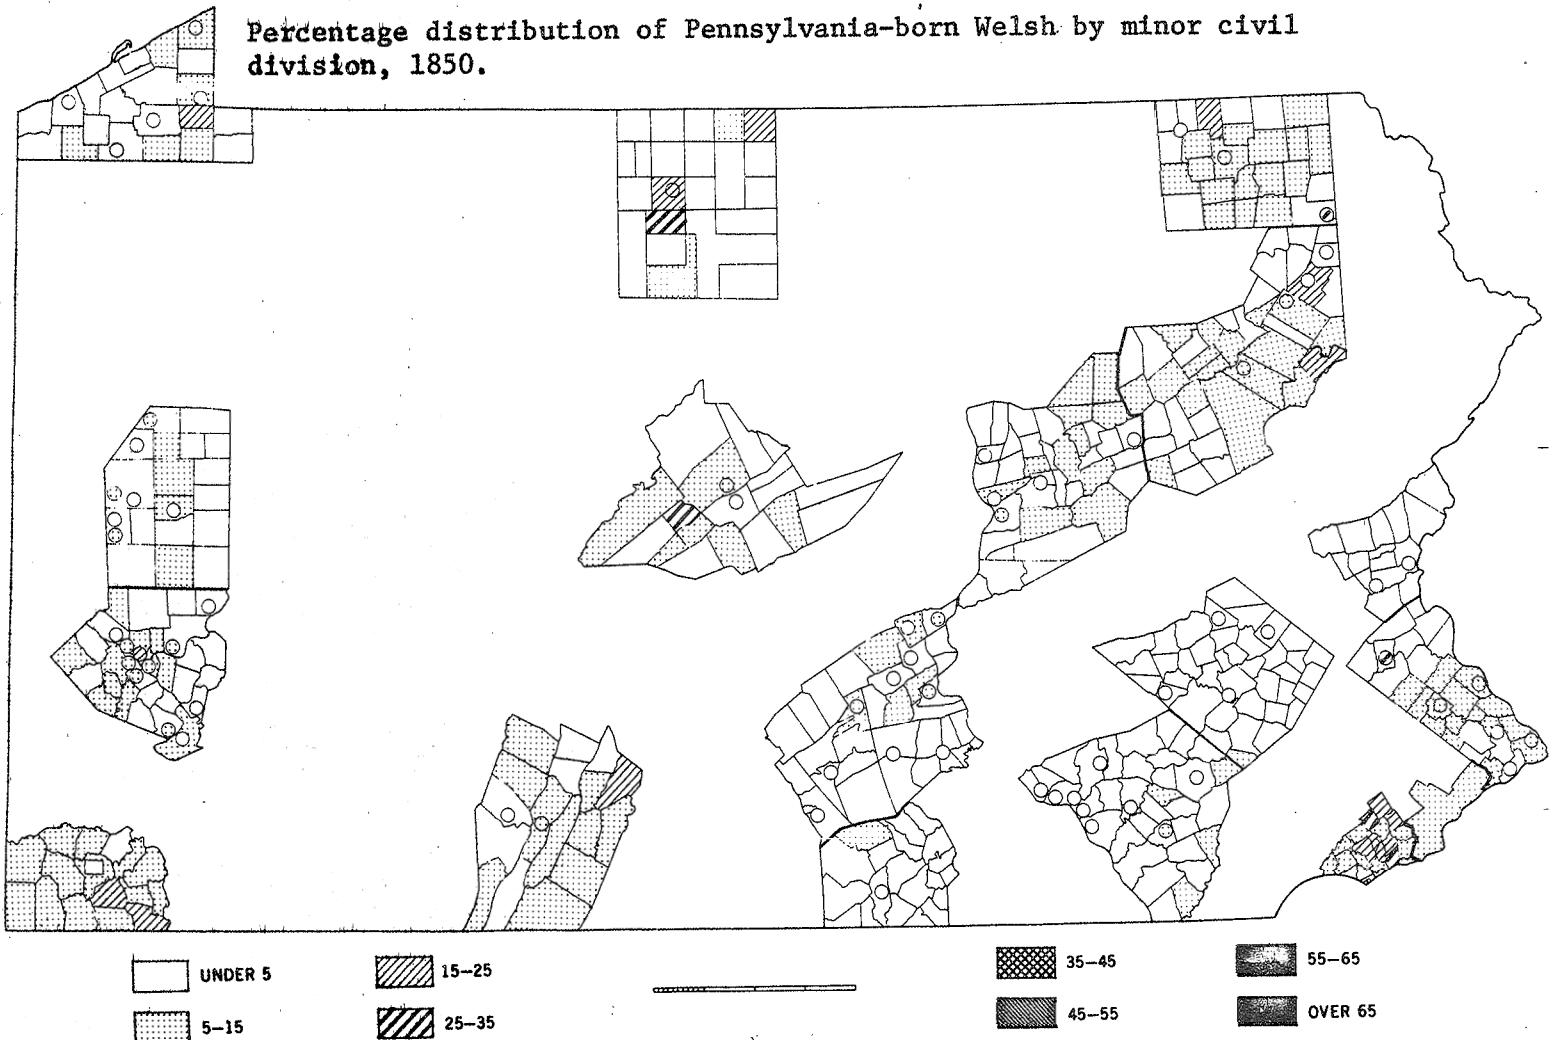 Percentage distribution of Pennsylvania-born Welsh by minor civil
division, 1850.
UNDER 5
15–25
35–45
55–65
5–15
25–35
45–55
OVER 65